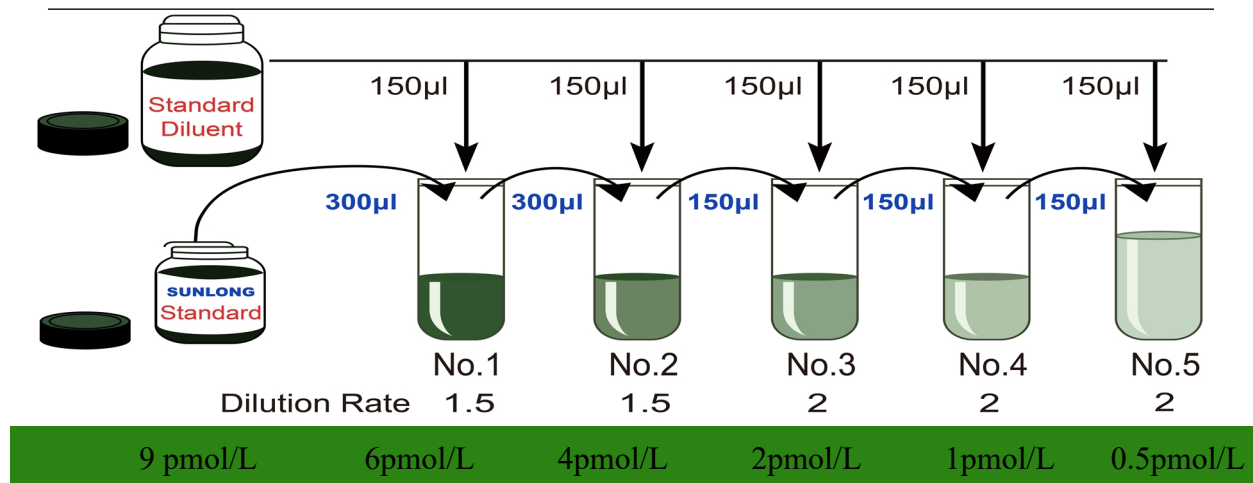 150µl 150µl 150µl 150µl 150µl
Standard
Diluent
300µl 300µl 150µl 150µl 150µl
SUNLONG
Standard
No.1 No.2 No.3 No.4 No.5
Dilution Rate 1.5 1.5 2 2 2
9 pmol/L 6pmol/L 4pmol/L 2pmol/L 1pmol/L 0.5pmol/L